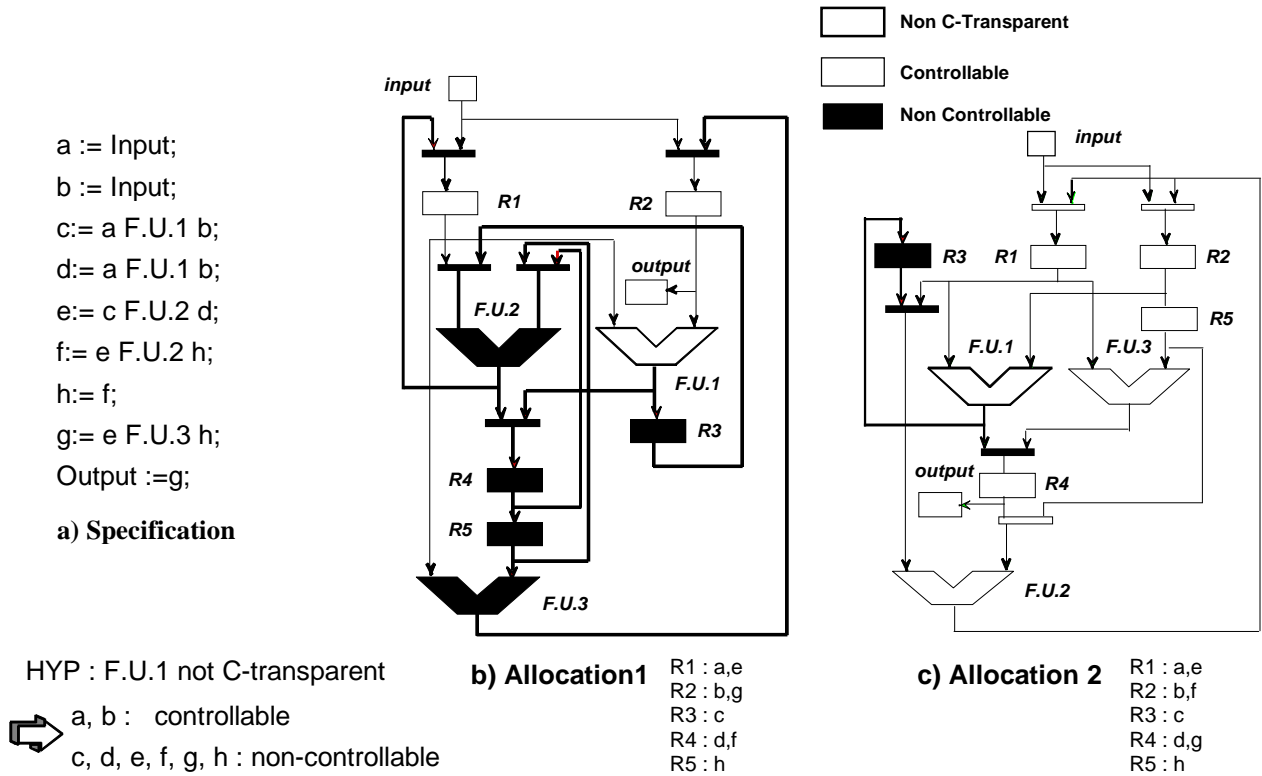 Non C-Transparent
Controllable
Non Controllable
a := Input;
b := Input;
c:= a F.U.1 b;
d:= a F.U.1 b;
e:= c F.U.2 d;
f:= e F.U.2 h;
h:= f;
g:= e F.U.3 h;
Output :=g;
a) Specification
HYP : F.U.1 not C-transparent
a, b : controllable
c, d, e, f, g, h : non-controllable
input
R1
R2
output
F.U.2
F.U.1
R3
R4
R5
F.U.3
b) Allocation1
R1 : a,e
R2 : b,g
R3 : c
R4 : d,f
R5 : h
input
R3
R1
R2
R5
F.U.1
F.U.3
output
R4
F.U.2
c) Allocation 2
R1 : a,e
R2 : b,f
R3 : c
R4 : d,g
R5 : h